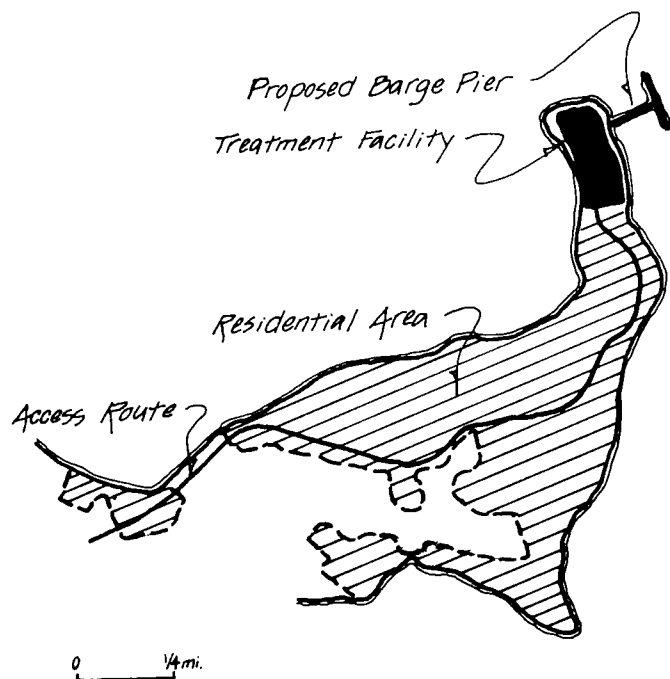 Proposed Barge Pier
Treatment Facility
Residential Area
Access Route
0 1/4 mi.